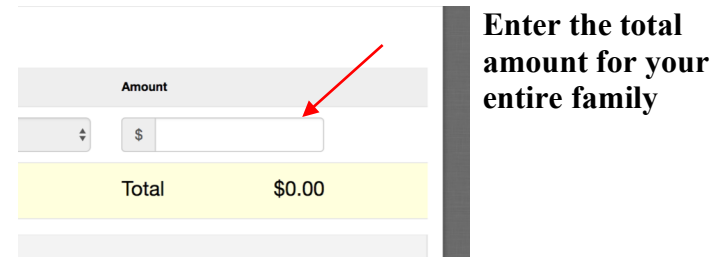 Enter the total
amount for your
entire family
Amount
$
Total $0.00